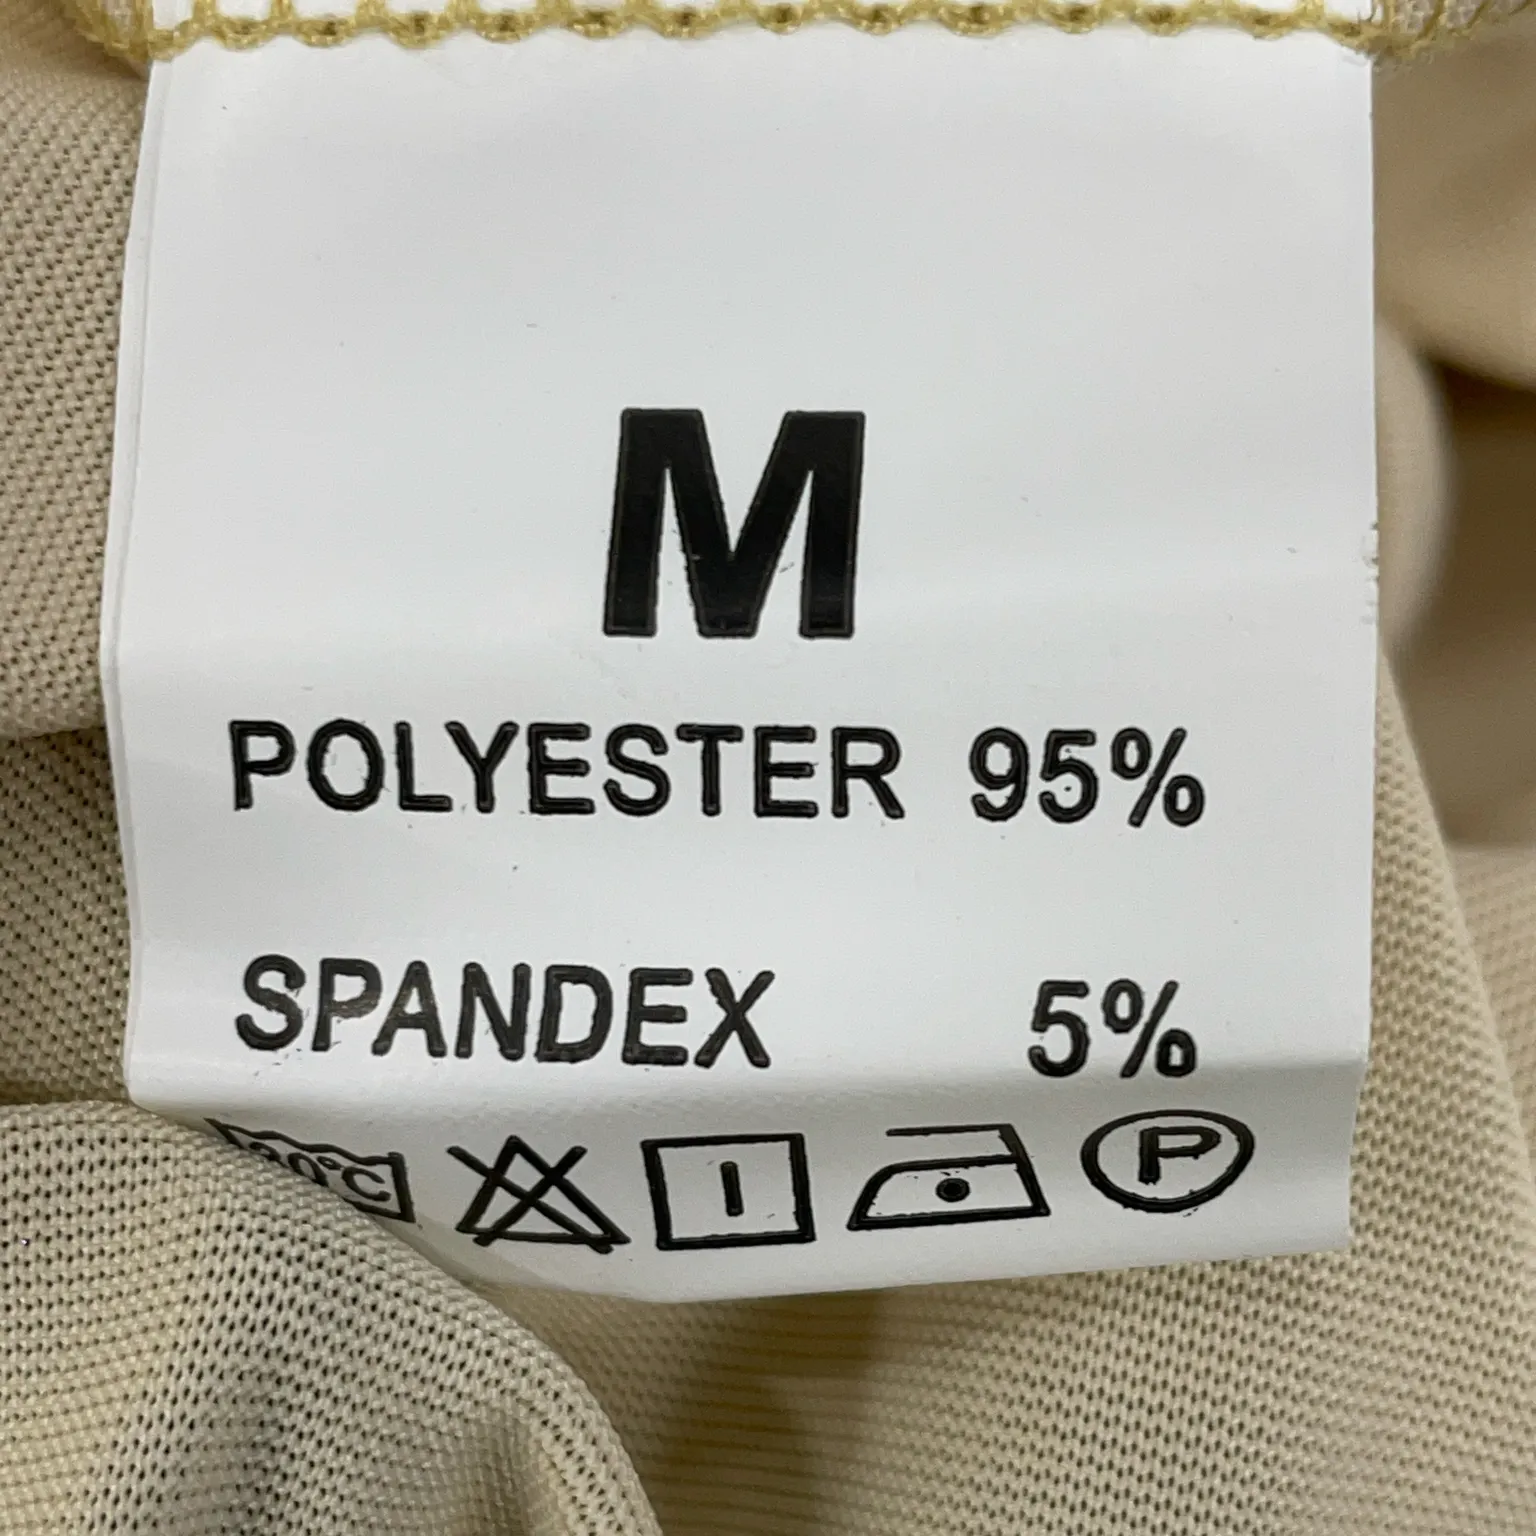 M
POLYESTER 95%
SPANDEX 5%
P